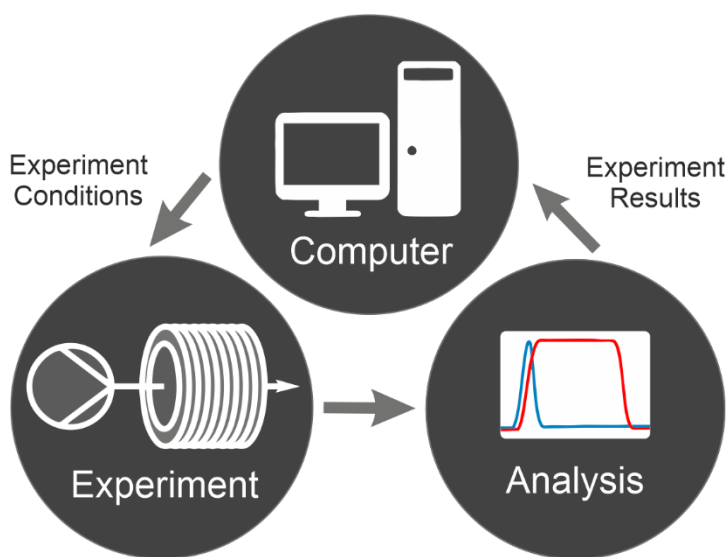 Computer
Experiment
Conditions
Experiment
Results
Experiment
Analysis